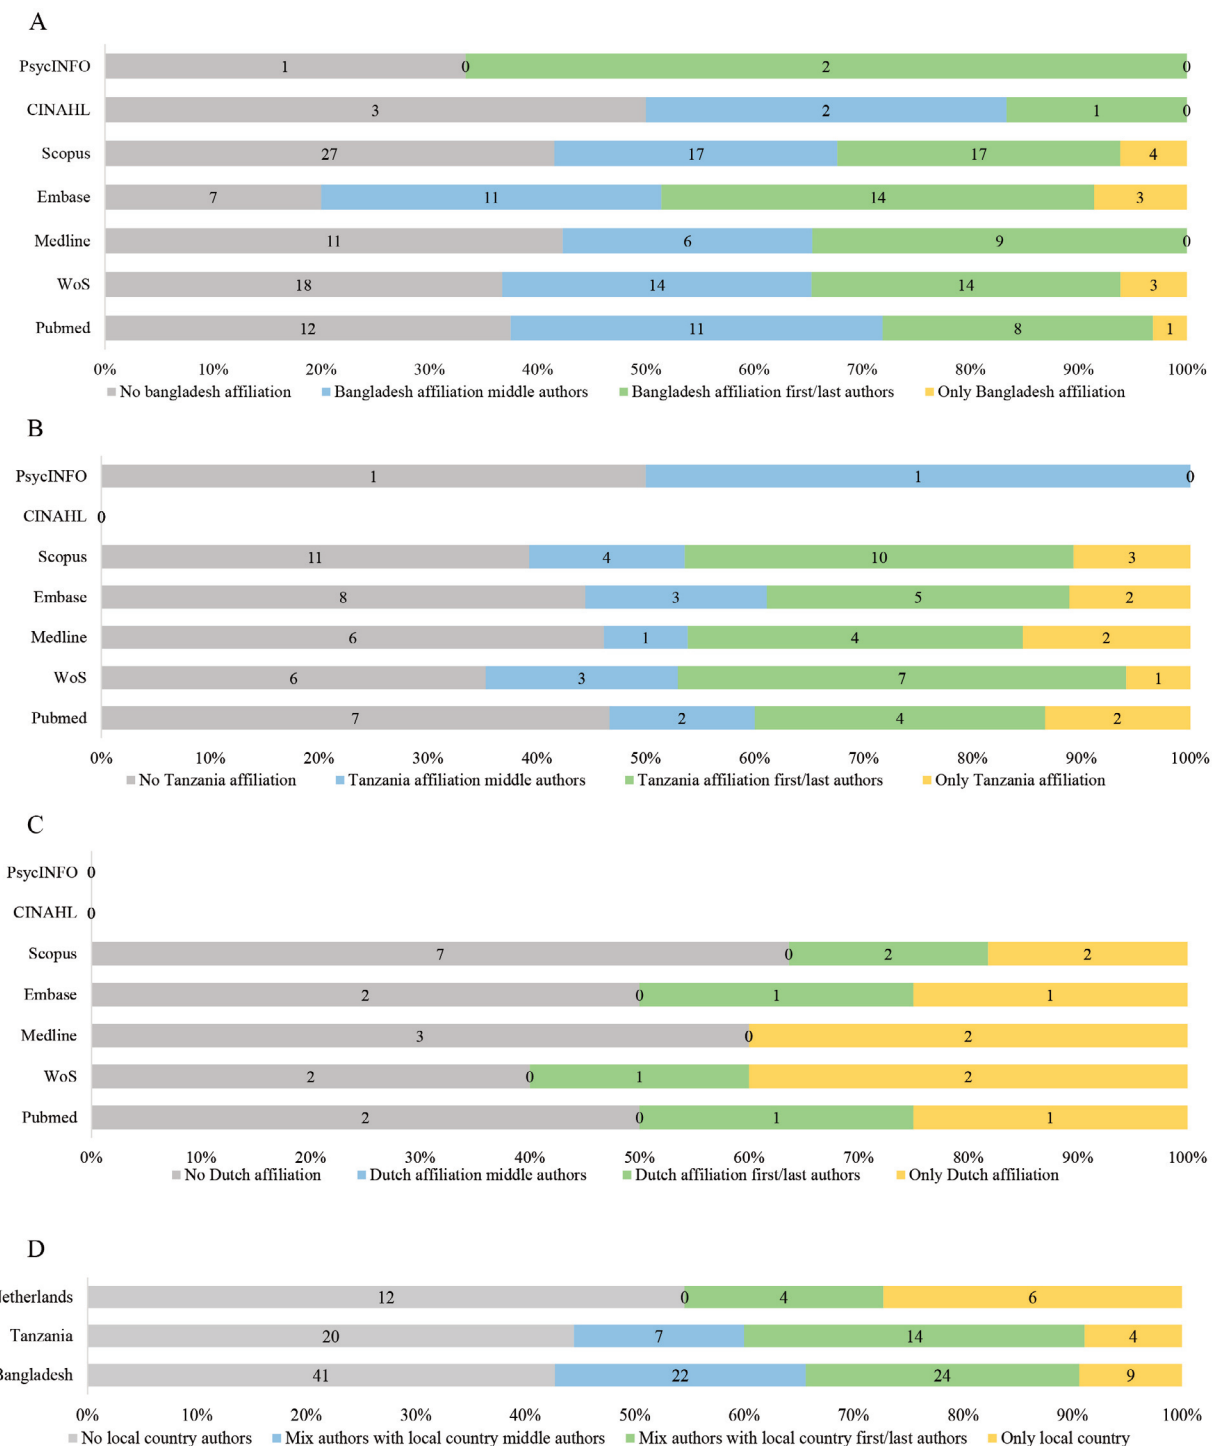 A
PsycINFO 1 0 2 0
CINAHL 3 2 1 0
Scopus 27 17 17 4
Embase 7 11 14 3
Medline 11 6 9 0
WoS 18 14 14 3
Pubmed 12 11 8 1
0% 10% 20% 30% 40% 50% 60% 70% 80% 90% 100%
No bangladesh affiliation Bangladesh affiliation middle authors Bangladesh affiliation first/last authors Only Bangladesh affiliation
B
PsycINFO 1 1 0
CINAHL 0
Scopus 11 4 10 3
Embase 8 3 5 2
Medline 6 1 4 2
WoS 6 3 7 1
Pubmed 7 2 4 2
0% 10% 20% 30% 40% 50% 60% 70% 80% 90% 100%
No Tanzania affiliation Tanzania affiliation middle authors Tanzania affiliation first/last authors Only Tanzania affiliation
C
PsycINFO 0
CINAHL 0
Scopus 7 0 2 2
Embase 2 0 1 1
Medline 3 0 2
WoS 2 0 1 2
Pubmed 2 0 1 1
0% 10% 20% 30% 40% 50% 60% 70% 80% 90% 100%
No Dutch affiliation Dutch affiliation middle authors Dutch affiliation first/last authors Only Dutch affiliation
D
Netherlands 12 0 4 6
Tanzania 20 7 14 4
Bangladesh 41 22 24 9
0% 10% 20% 30% 40% 50% 60% 70% 80% 90% 100%
No local country authors Mix authors with local country middle authors Mix authors with local country first/last authors Only local country